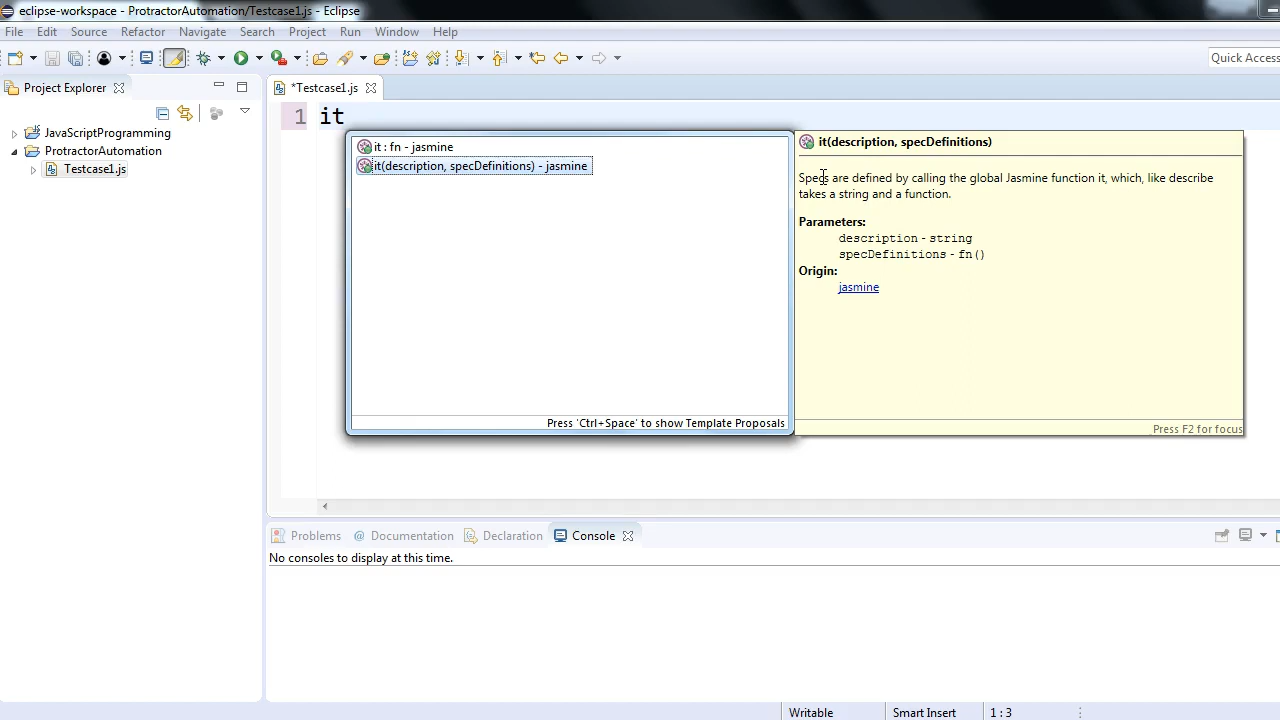 eclipse-workspace - ProtractorAutomation/Testcase1.js - Eclipse
File Edit Source Refactor Navigate Search Project Run Window Help
Quick Access
Project Explorer
*Testcase1.js
JavaScriptProgramming
ProtractorAutomation
Testcase1.js
1 it
it : fn - jasmine
it(description, specDefinitions) - jasmine
Press 'Ctrl+Space' to show Template Proposals
it(description, specDefinitions)
Specs are defined by calling the global Jasmine function it, which, like describe
takes a string and a function.
Parameters:
description - string
specDefinitions - fn()
Origin:
jasmine
Press F2 for focus
Problems @ Documentation Declaration Console
No consoles to display at this time.
Writable Smart Insert 1 : 3